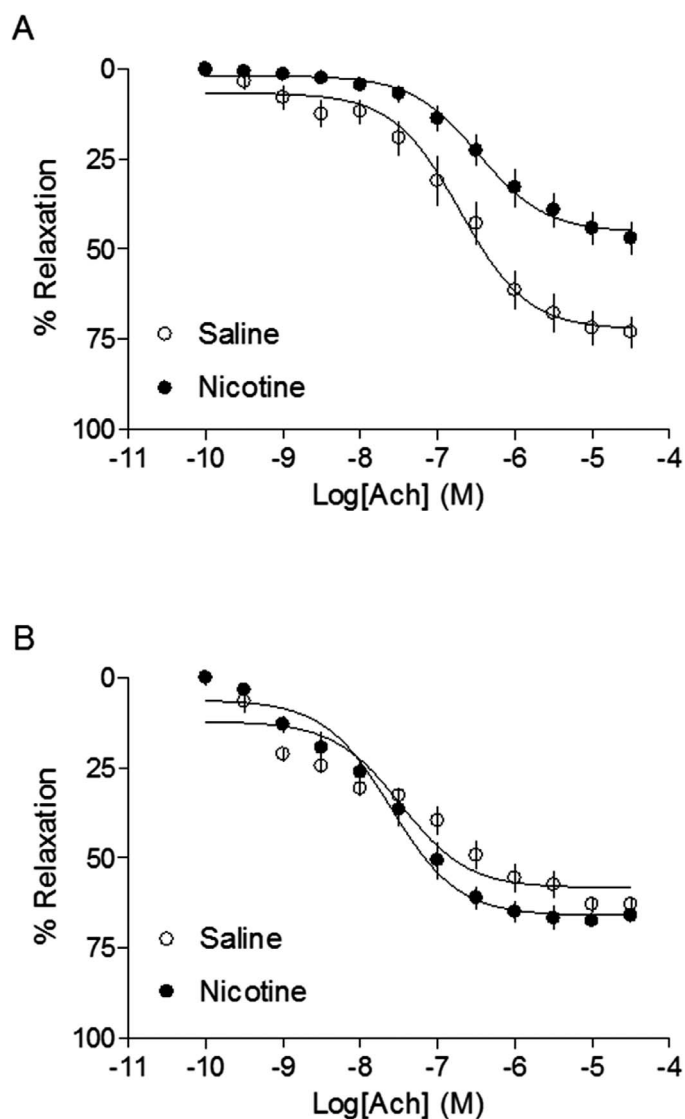 A
0
25
50
75
100
% Relaxation
Saline
Nicotine
-11 -10 -9 -8 -7 -6 -5 -4
Log[Ach] (M)
B
0
25
50
75
100
% Relaxation
Saline
Nicotine
-11 -10 -9 -8 -7 -6 -5 -4
Log[Ach] (M)